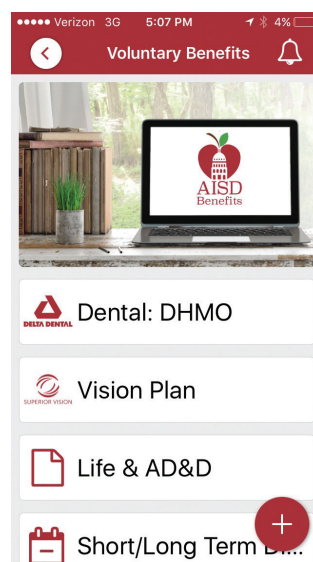 Verizon 3G 5:07 PM 4%
Voluntary Benefits
AISD
Benefits
DELTA DENTAL Dental: DHMO
SUPERIOR VISION Vision Plan
Life & AD&D
Short/Long Term